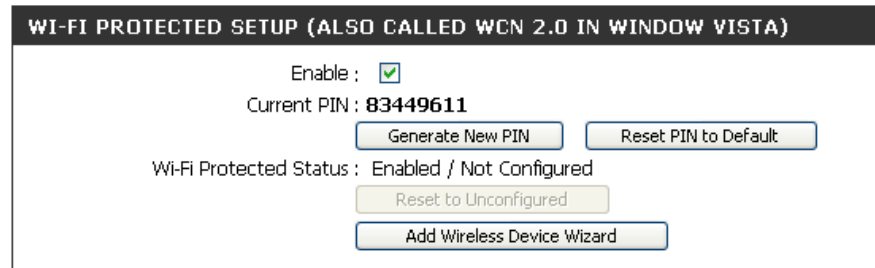 WI-FI PROTECTED SETUP (ALSO CALLED WCN 2.0 IN WINDOW VISTA)
Enable :
Current PIN : 83449611
Generate New PIN Reset PIN to Default
Wi-Fi Protected Status : Enabled / Not Configured
Reset to Unconfigured
Add Wireless Device Wizard